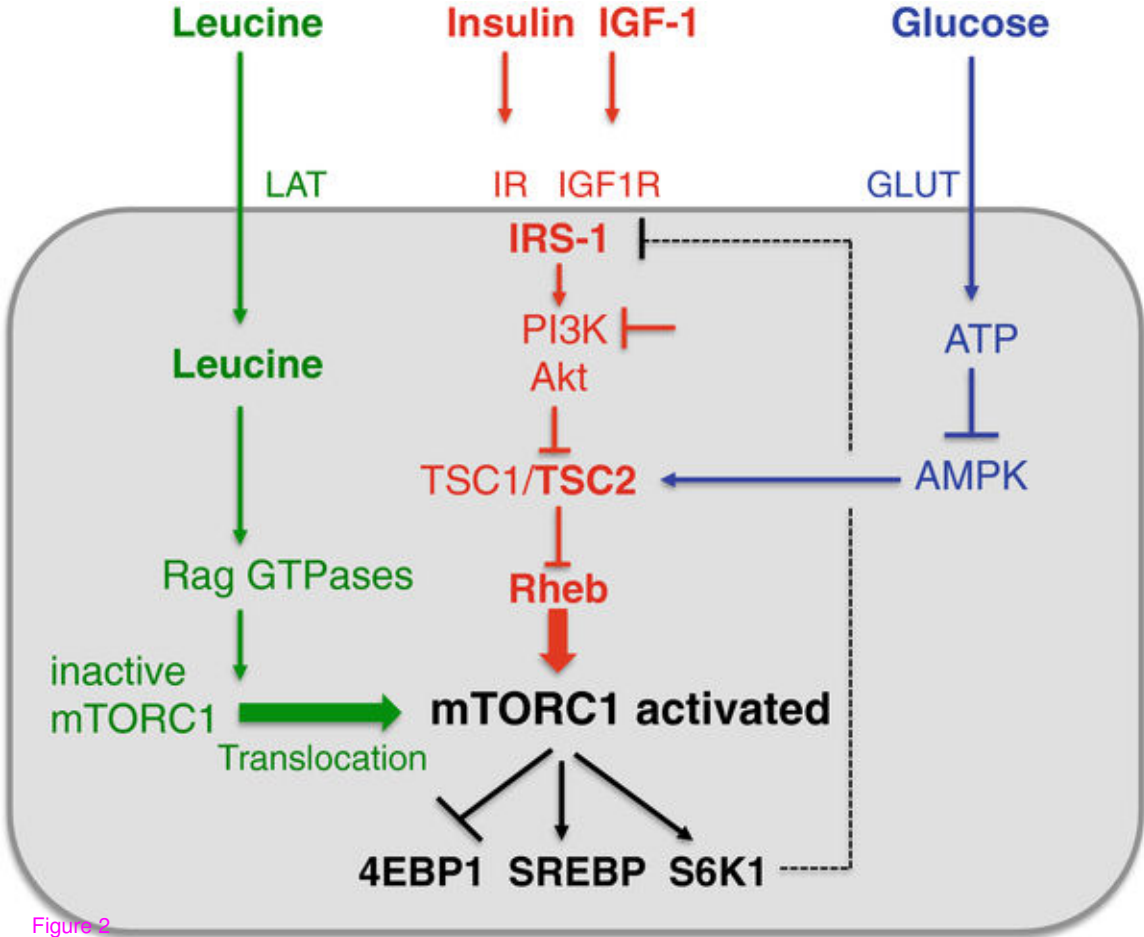 Leucine Insulin IGF-1 Glucose
LAT IR IGF1R GLUT
IRS-1
PI3K ATP
Leucine
Akt
TSC1/TSC2 AMPK
Rag GTPases
Rheb
inactive
mTORC1 mTORC1 activated
Translocation
4EBP1 SREBP S6K1
Figure 2